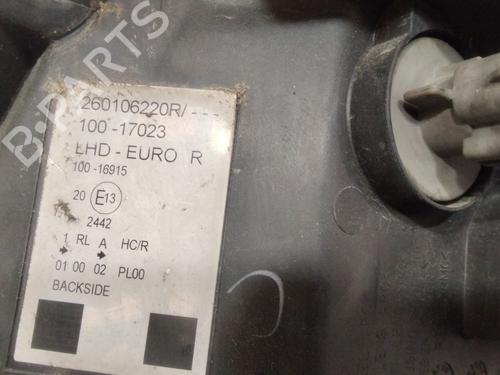 B-PARTS
260106220R/---
100 -17023
LHD - EURO R
100 -16915
20 E13
2442
1 RL A HC/R
01 00 02 PL00
BACKSIDE